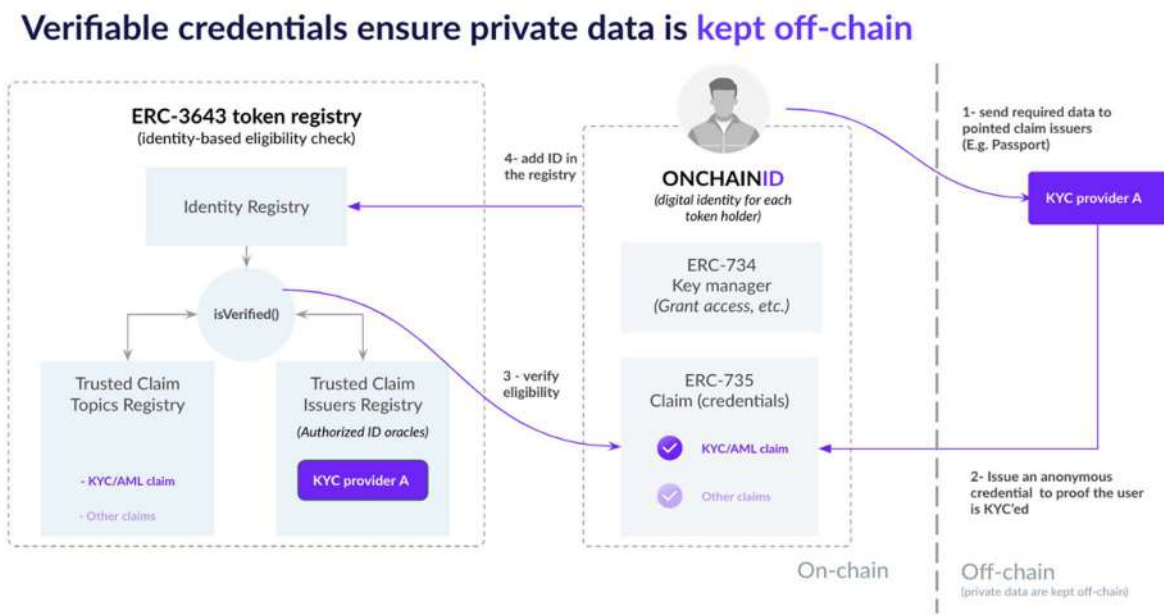 Verifiable credentials ensure private data is kept off-chain
ERC-3643 token registry
(identity-based eligibility check)
Identity Registry
isVerified()
Trusted Claim
Topics Registry
- KYC/AML claim
- Other claims
Trusted Claim
Issuers Registry
(Authorized ID oracles)
KYC provider A
4- add ID in
the registry
3 - verify
eligibility
ONCHAINID
(digital identity for each
token holder)
ERC-734
Key manager
(Grant access, etc.)
ERC-735
Claim (credentials)
KYC/AML claim
Other claims
1- send required data to
pointed claim issuers
(E.g. Passport)
KYC provider A
2- Issue an anonymous
credential to proof the user
is KYC'ed
On-chain
Off-chain
(private data are kept off-chain)